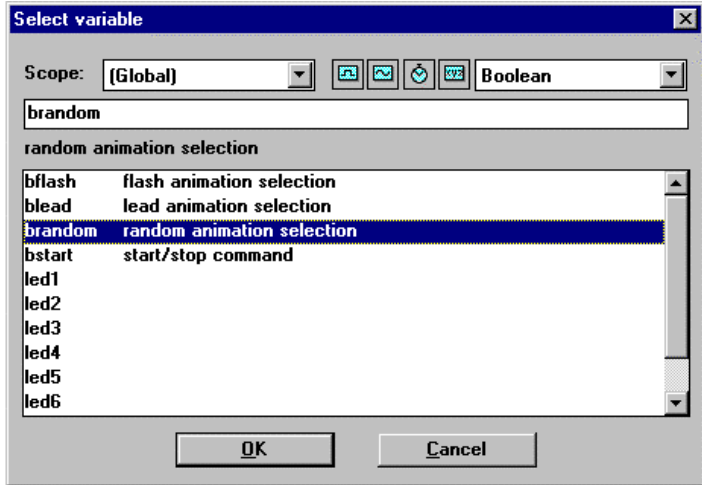 Select variable
Scope: (Global) xyz Boolean
brandom
random animation selection
bflash flash animation selection
blead lead animation selection
brandom random animation selection
bstart start/stop command
led1
led2
led3
led4
led5
led6
OK Cancel